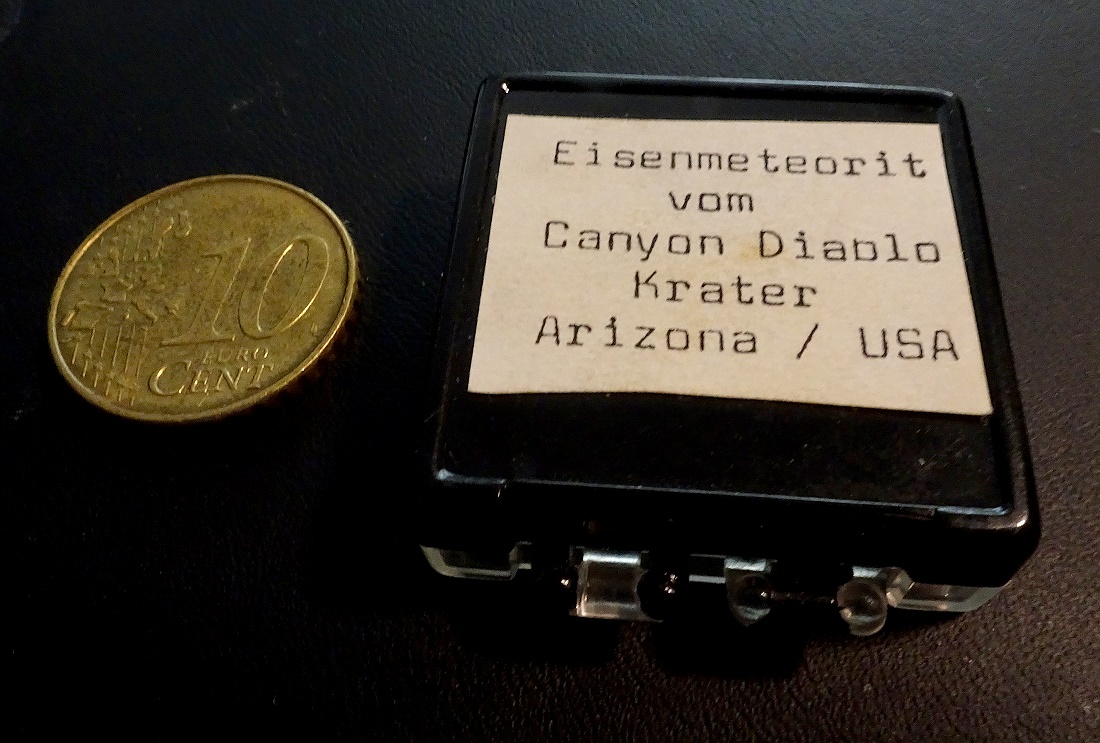 10
EURO
CENT
Eisenmeteorit
vom
Canyon Diablo
Krater
Arizona / USA